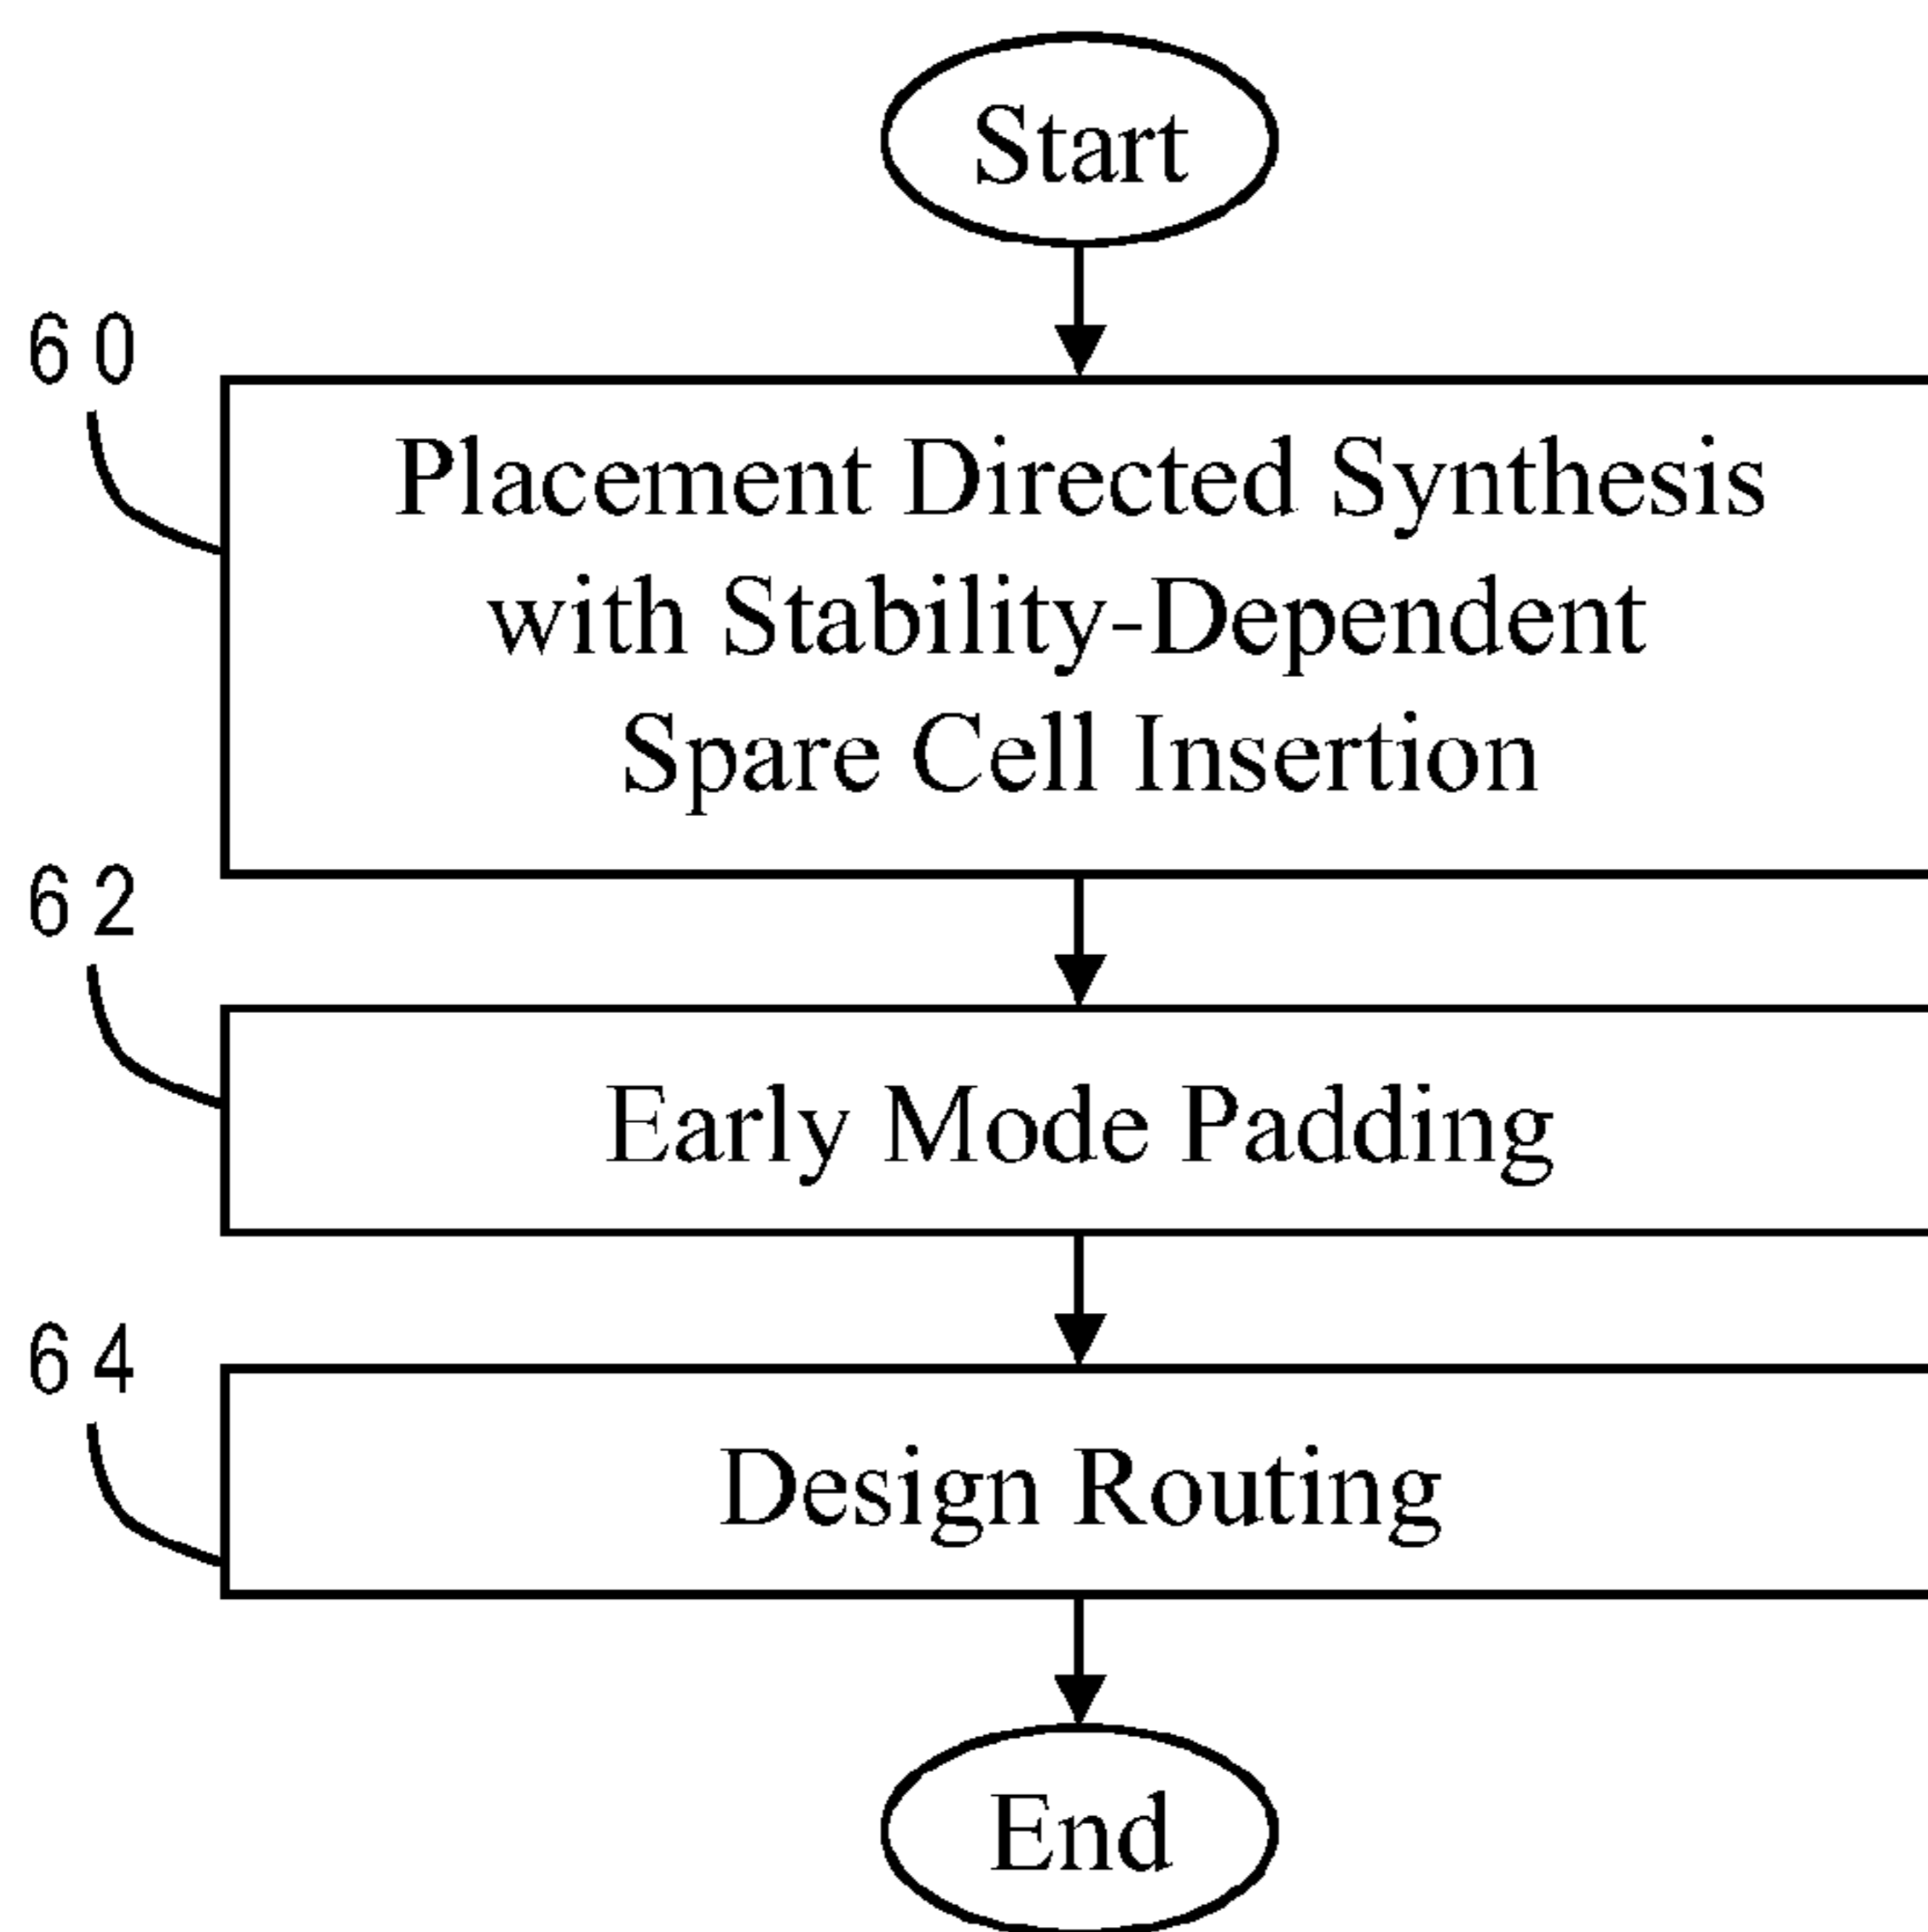 Start
60
Placement Directed Synthesis
with Stability-Dependent
Spare Cell Insertion
62
Early Mode Padding
64
Design Routing
End